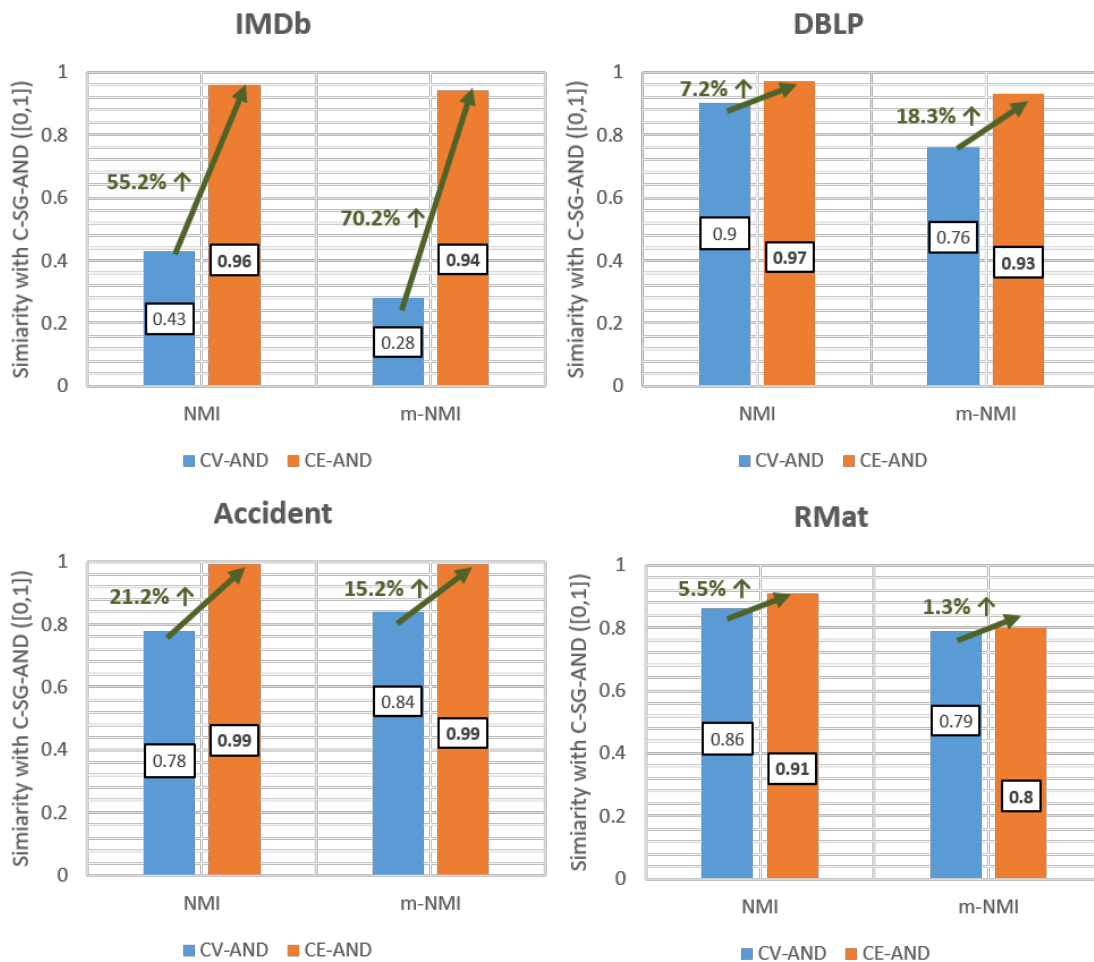 IMDb
Simiarity with C-SG-AND ([0,1])
1
0.8
0.6
0.4
0.2
0
55.2% ↑
70.2% ↑
0.43
0.96
0.28
0.94
NMI
m-NMI
CV-AND
CE-AND
DBLP
Simiarity with C-SG-AND ([0,1])
1
0.8
0.6
0.4
0.2
0
7.2% ↑
18.3% ↑
0.9
0.97
0.76
0.93
NMI
m-NMI
CV-AND
CE-AND
Accident
Simiarity with C-SG-AND ([0,1])
1
0.8
0.6
0.4
0.2
0
21.2% ↑
15.2% ↑
0.78
0.99
0.84
0.99
NMI
m-NMI
CV-AND
CE-AND
RMat
Simiarity with C-SG-AND ([0,1])
1
0.8
0.6
0.4
0.2
0
5.5% ↑
1.3% ↑
0.86
0.91
0.79
0.8
NMI
m-NMI
CV-AND
CE-AND